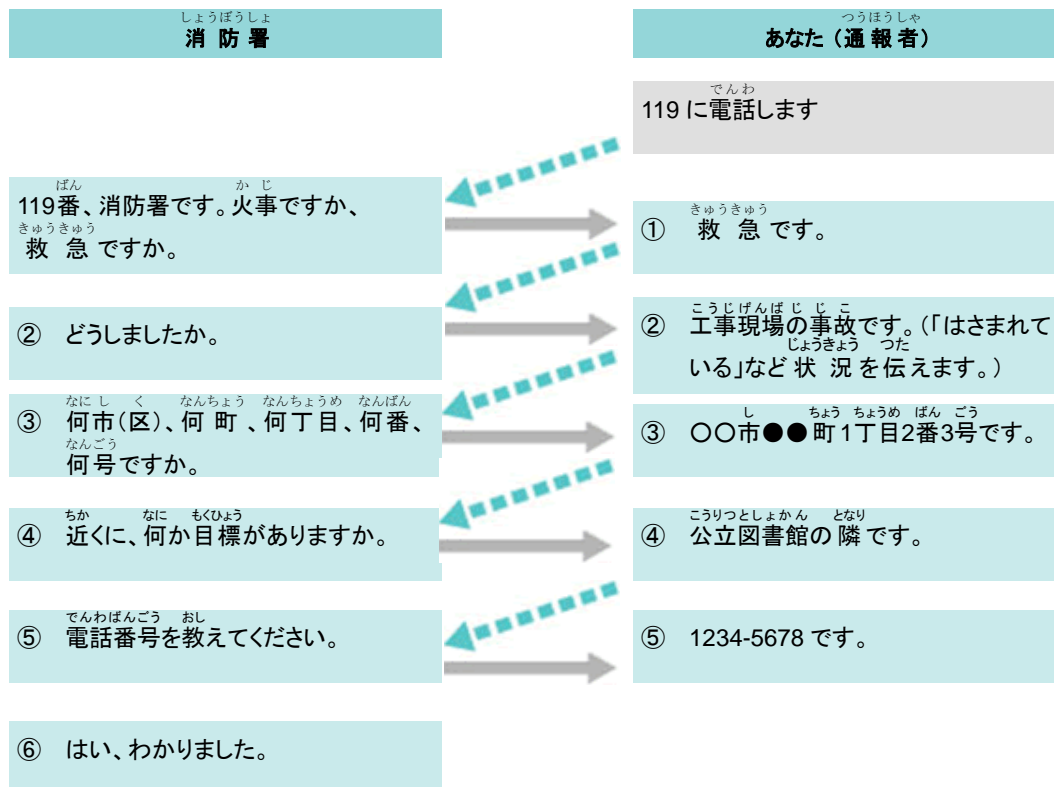 しょうぼうしょ
消防署
つうほうしゃ
あなた（通報者）
でんわ
119に電話します
ばん かじ
119番、消防署です。火事ですか、
きゅうきゅう
救急ですか。
きゅうきゅう
① 救急です。
② どうしましたか。
こうじげんば じこ
② 工事現場の事故です。（「はさまれて
じょうきょう つた
いる」など状況を伝えます。）
なにし く なんちょう なんちょうめ なんばん
③ 何市（区）、何町、何丁目、何番、
なんごう
何号ですか。
し ちょう ちょうめ ばん ごう
③ 〇〇市●●町1丁目2番3号です。
ちか なに もくひょう
④ 近くに、何か目標がありますか。
こうりつとしょかん となり
④ 公立図書館の隣です。
でんわばんごう おし
⑤ 電話番号を教えてください。
⑤ 1234-5678です。
⑥ はい、わかりました。